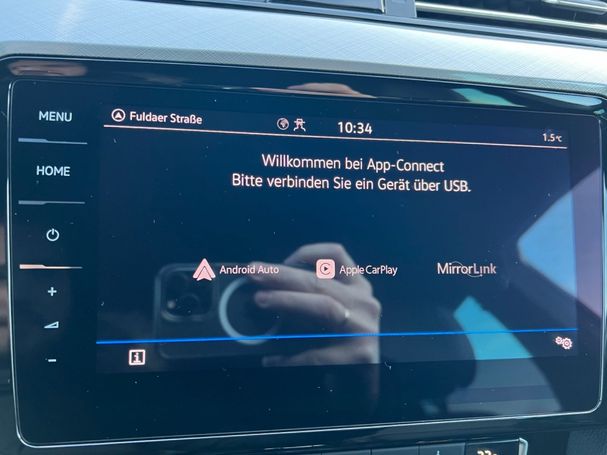 MENU
Fuldaer Straße
10:34
1.5°C
HOME
Willkommen bei App-Connect
Bitte verbinden Sie ein Gerät über USB.
Android Auto
Apple CarPlay
MirrorLink
+
-
i